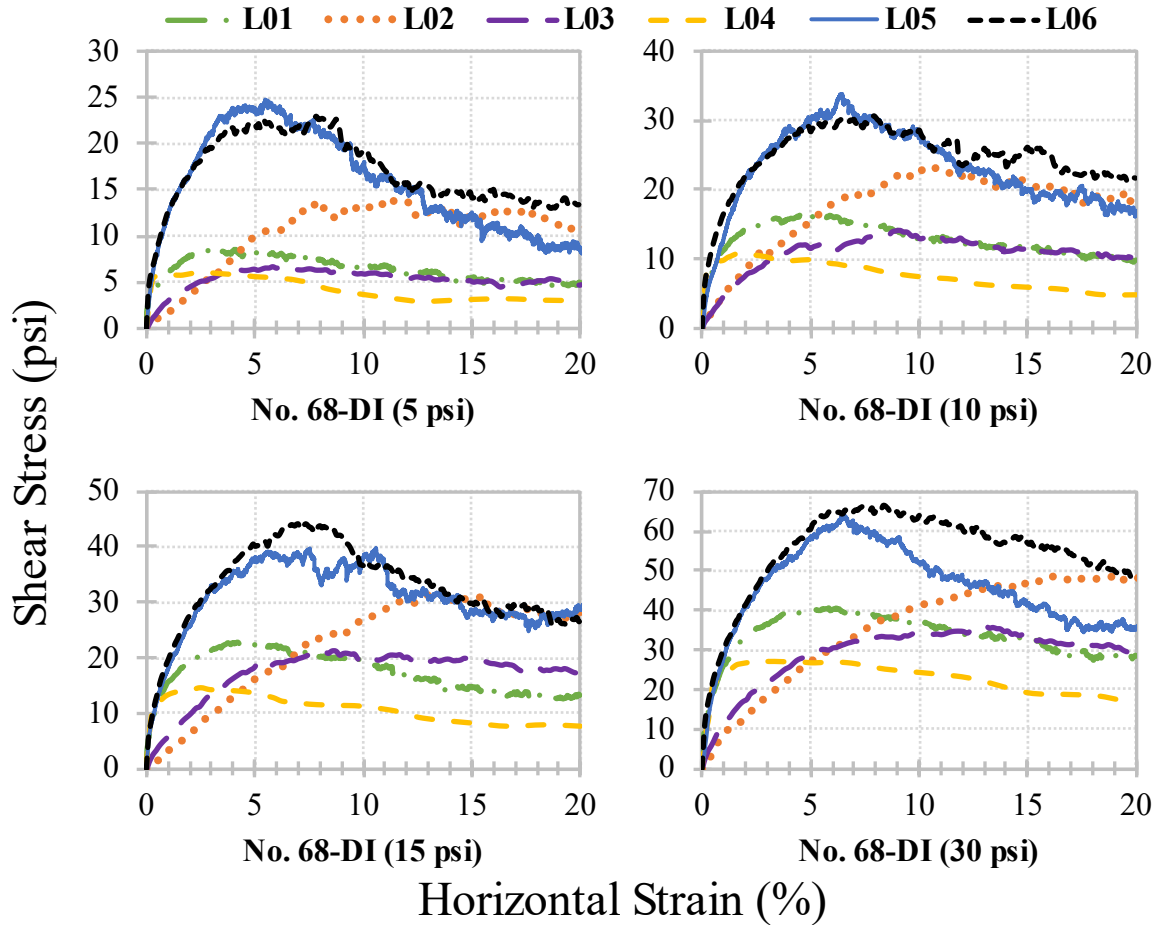 L01 L02 L03 L04 L05 L06
Shear Stress (psi)
30
25
20
15
10
5
0
0 5 10 15 20
No. 68-DI (5 psi)
40
30
20
10
0
0 5 10 15 20
No. 68-DI (10 psi)
50
40
30
20
10
0
0 5 10 15 20
No. 68-DI (15 psi)
70
60
50
40
30
20
10
0
0 5 10 15 20
No. 68-DI (30 psi)
Horizontal Strain (%)